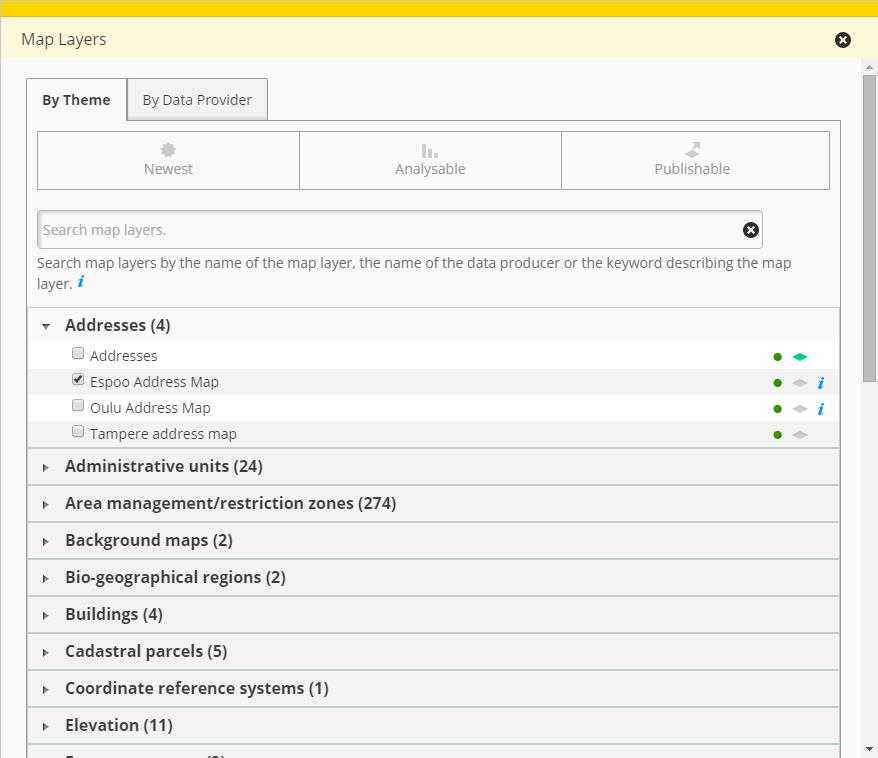 Map Layers
By Theme
By Data Provider
Newest
Analysable
Publishable
Search map layers.
Search map layers by the name of the map layer, the name of the data producer or the keyword describing the map
layer. i
Addresses (4)
Addresses
Espoo Address Map i
Oulu Address Map i
Tampere address map
Administrative units (24)
Area management/restriction zones (274)
Background maps (2)
Bio-geographical regions (2)
Buildings (4)
Cadastral parcels (5)
Coordinate reference systems (1)
Elevation (11)